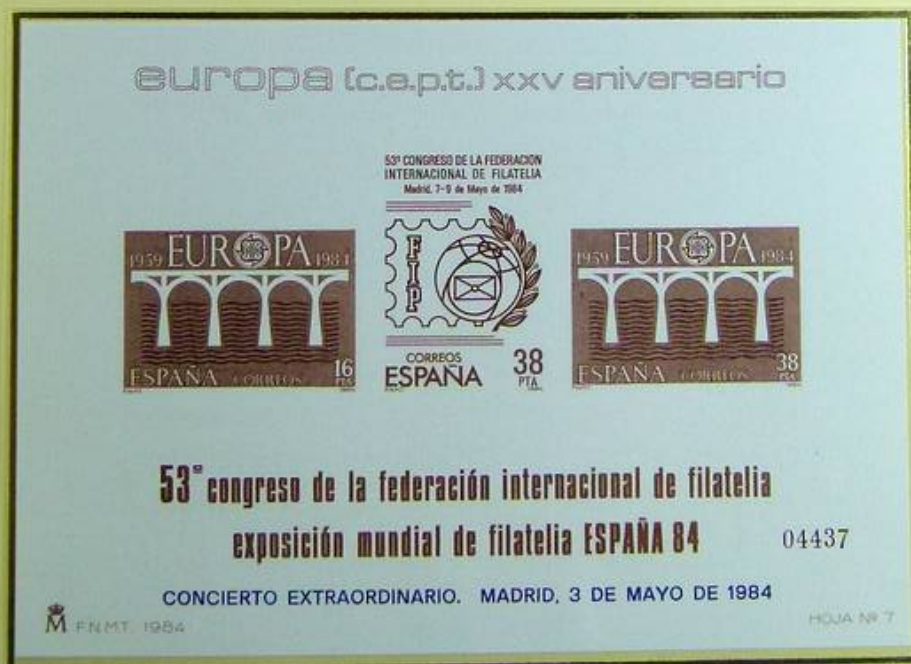 europa (c.e.p.t.) xxv aniversario
53º CONGRESO DE LA FEDERACIÓN
INTERNACIONAL DE FILATELIA
Madrid, 7-9 de Mayo de 1984
1959 EUROPA 1984
FIP
1959 EUROPA 1984
16
PTA
ESPAÑA CORREOS
CORREOS
ESPAÑA
38
PTA
38
PTA
ESPAÑA CORREOS
53º congreso de la federación internacional de filatelia
exposición mundial de filatelia ESPAÑA 84
04437
CONCIERTO EXTRAORDINARIO. MADRID, 3 DE MAYO DE 1984
M F.N.M.T. 1984
HOJA Nº 7